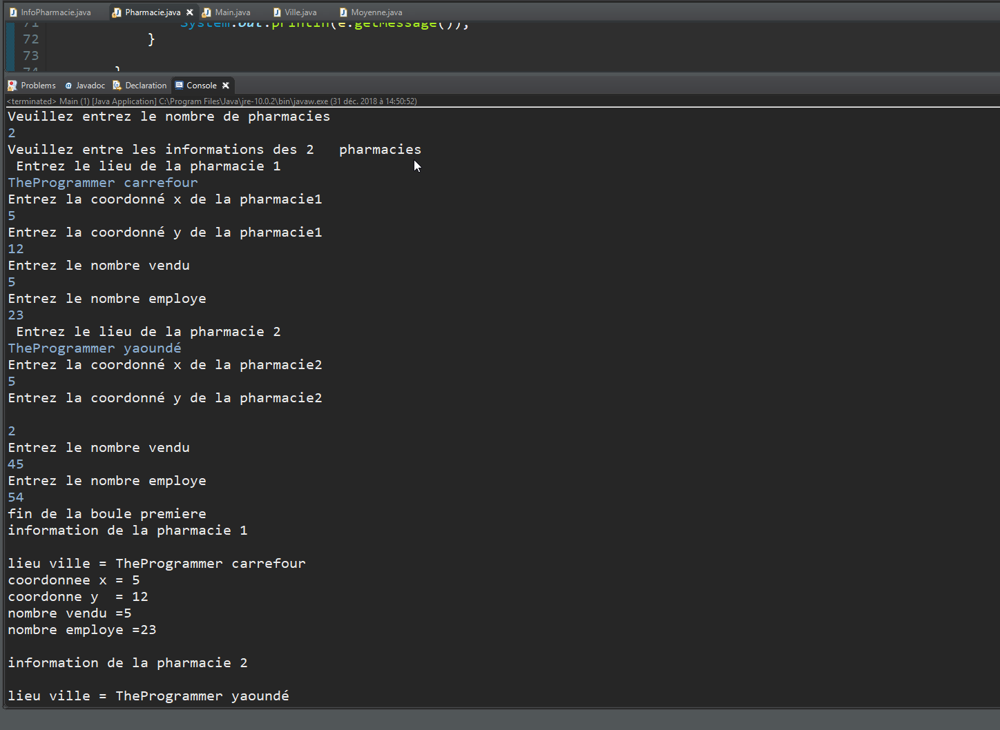 InfoPharmacie.java Pharmacie.java Main.java Ville.java Moyenne.java
71 System.out.println(e.getMessage());
72 }
73
74 }
Problems @ Javadoc Declaration Console
<terminated> Main (1) [Java Application] C:\Program Files\Java\jre-10.0.2\bin\javaw.exe (31 déc. 2018 à 14:50:52)
Veuillez entrez le nombre de pharmacies
2
Veuillez entre les informations des 2   pharmacies
 Entrez le lieu de la pharmacie 1
TheProgrammer carrefour
Entrez la coordonné x de la pharmacie1
5
Entrez la coordonné y de la pharmacie1
12
Entrez le nombre vendu
5
Entrez le nombre employe
23
 Entrez le lieu de la pharmacie 2
TheProgrammer yaoundé
Entrez la coordonné x de la pharmacie2
5
Entrez la coordonné y de la pharmacie2
2
Entrez le nombre vendu
45
Entrez le nombre employe
54
fin de la boule premiere
information de la pharmacie 1
lieu ville = TheProgrammer carrefour
coordonnee x = 5
coordonne y  = 12
nombre vendu =5
nombre employe =23
information de la pharmacie 2
lieu ville = TheProgrammer yaoundé